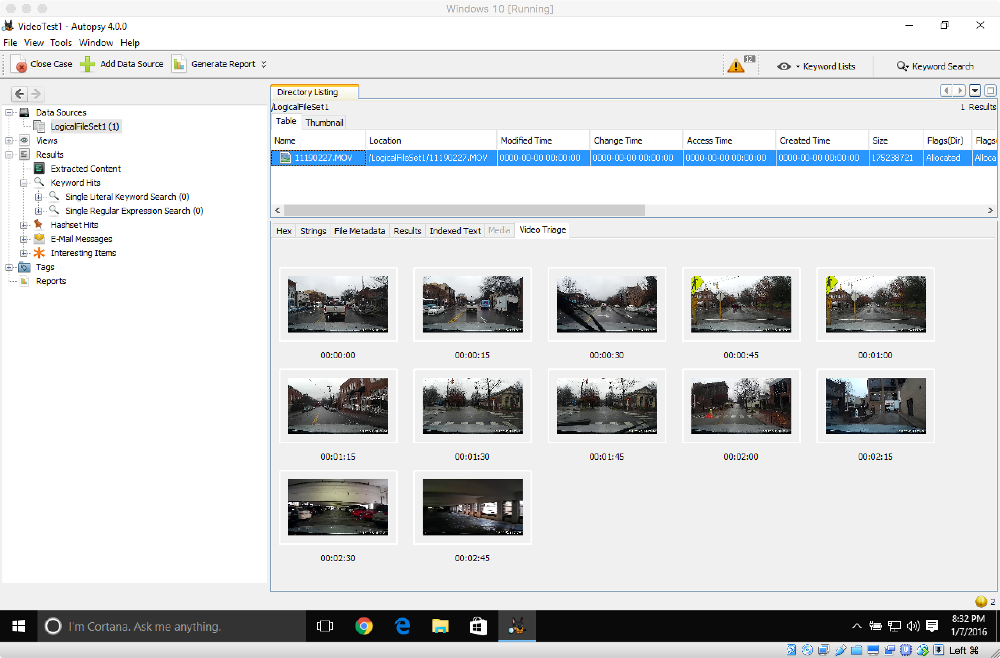 Windows 10 [Running]
VideoTest1 - Autopsy 4.0.0
File View Tools Window Help
Close Case Add Data Source Generate Report 12 Keyword Lists Keyword Search
Directory Listing
/LogicalFileSet1 1 Results
Table Thumbnail
Name Location Modified Time Change Time Access Time Created Time Size Flags(Dir) Flags(
11190227.MOV /LogicalFileSet1/11190227.MOV 0000-00-00 00:00:00 0000-00-00 00:00:00 0000-00-00 00:00:00 0000-00-00 00:00:00 175238721 Allocated Alloca
Data Sources
LogicalFileSet1 (1)
Views
Results
Extracted Content
Keyword Hits
Single Literal Keyword Search (0)
Single Regular Expression Search (0)
Hashset Hits
E-Mail Messages
Interesting Items
Tags
Reports
Hex Strings File Metadata Results Indexed Text Media Video Triage
00:00:00 00:00:15 00:00:30 00:00:45 00:01:00
00:01:15 00:01:30 00:01:45 00:02:00 00:02:15
00:02:30 00:02:45
2
I'm Cortana. Ask me anything.
8:32 PM
1/7/2016
Left ⌘